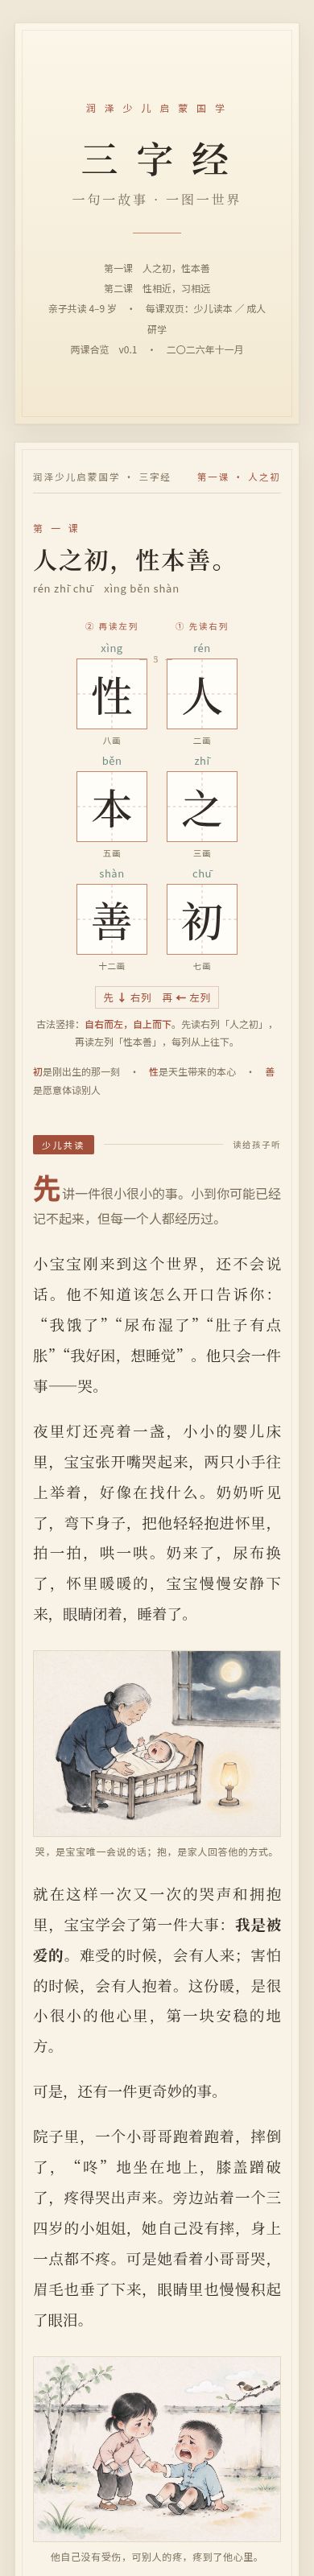 润泽少儿启蒙国学
三字经
一句一故事 · 一图一世界
第一课 人之初，性本善
第二课 性相近，习相远
亲子共读 4–9 岁 · 每课双页：少儿读本 ／ 成人
研学
两课合览 v0.1 · 二〇二六年十一月
润泽少儿启蒙国学 · 三字经 第一课 · 人之初
第一课
人之初，性本善。
rén zhī chū xìng běn shàn
② 再读左列 ① 先读右列
xìng rén
性 人
八画 二画
běn zhī
本 之
五画 三画
shàn chū
善 初
十二画 七画
先 ↓ 右列 再 ← 左列
古法竖排：自右而左，自上而下。先读右列「人之初」，
再读左列「性本善」，每列从上往下。
初是刚出生的那一刻 · 性是天生带来的本心 · 善
是愿意体谅别人
少儿共读 读给孩子听
先讲一件很小很小的事。小到你可能已经
记不起来，但每一个人都经历过。
小宝宝刚来到这个世界，还不会说
话。他不知道该怎么开口告诉你：
“我饿了”“尿布湿了”“肚子有点
胀”“我好困，想睡觉”。他只会一件
事——哭。
夜里灯还亮着一盏，小小的婴儿床
里，宝宝张开嘴哭起来，两只小手往
上举着，好像在找什么。奶奶听见
了，弯下身子，把他轻轻抱进怀里，
拍一拍，哄一哄。奶来了，尿布换
了，怀里暖暖的，宝宝慢慢安静下
来，眼睛闭着，睡着了。
哭，是宝宝唯一会说的话；抱，是家人回答他的方式。
就在这样一次又一次的哭声和拥抱
里，宝宝学会了第一件大事：我是被
爱的。难受的时候，会有人来；害怕
的时候，会有人抱着。这份暖，是很
小很小的他心里，第一块安稳的地
方。
可是，还有一件更奇妙的事。
院子里，一个小哥哥跑着跑着，摔倒
了，“咚”地坐在地上，膝盖蹭破
了，疼得哭出声来。旁边站着一个三
四岁的小姐姐，她自己没有摔，身上
一点都不疼。可是她看着小哥哥哭，
眉毛也垂了下来，眼睛里也慢慢积起
了眼泪。
他自己没有受伤，可别人的疼，疼到了他心里。